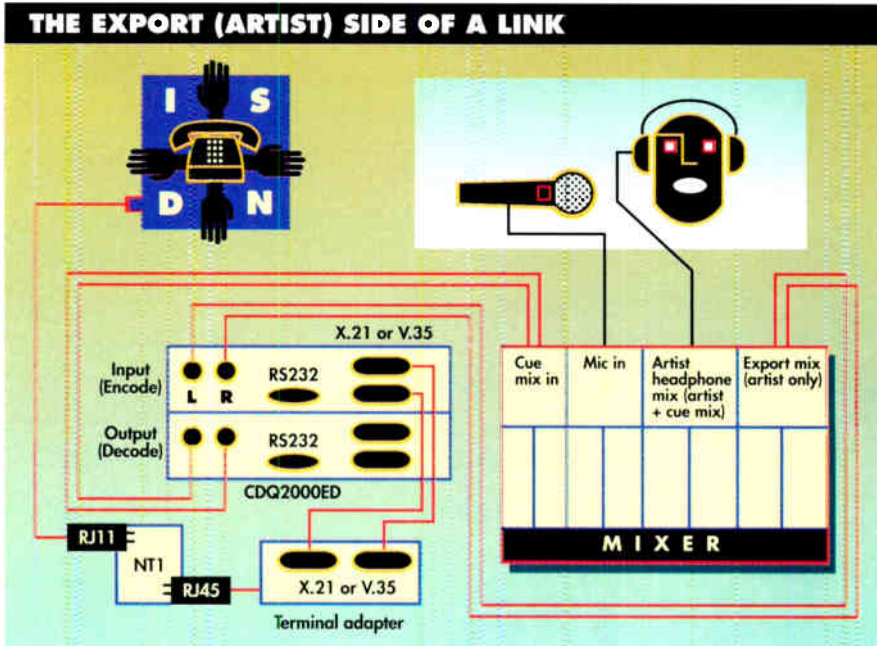 THE EXPORT (ARTIST) SIDE OF A LINK
I S
D N
X.21 or V.35
Input
(Encode)
L R
RS232
Output
(Decode)
RS232
CDQ2000ED
Cue
mix in
Mic in
Artist
headphone
mix (artist
+ cue mix)
Export mix
(artist only)
MIXER
RJ11
NT1
RJ45
X.21 or V.35
Terminal adapter